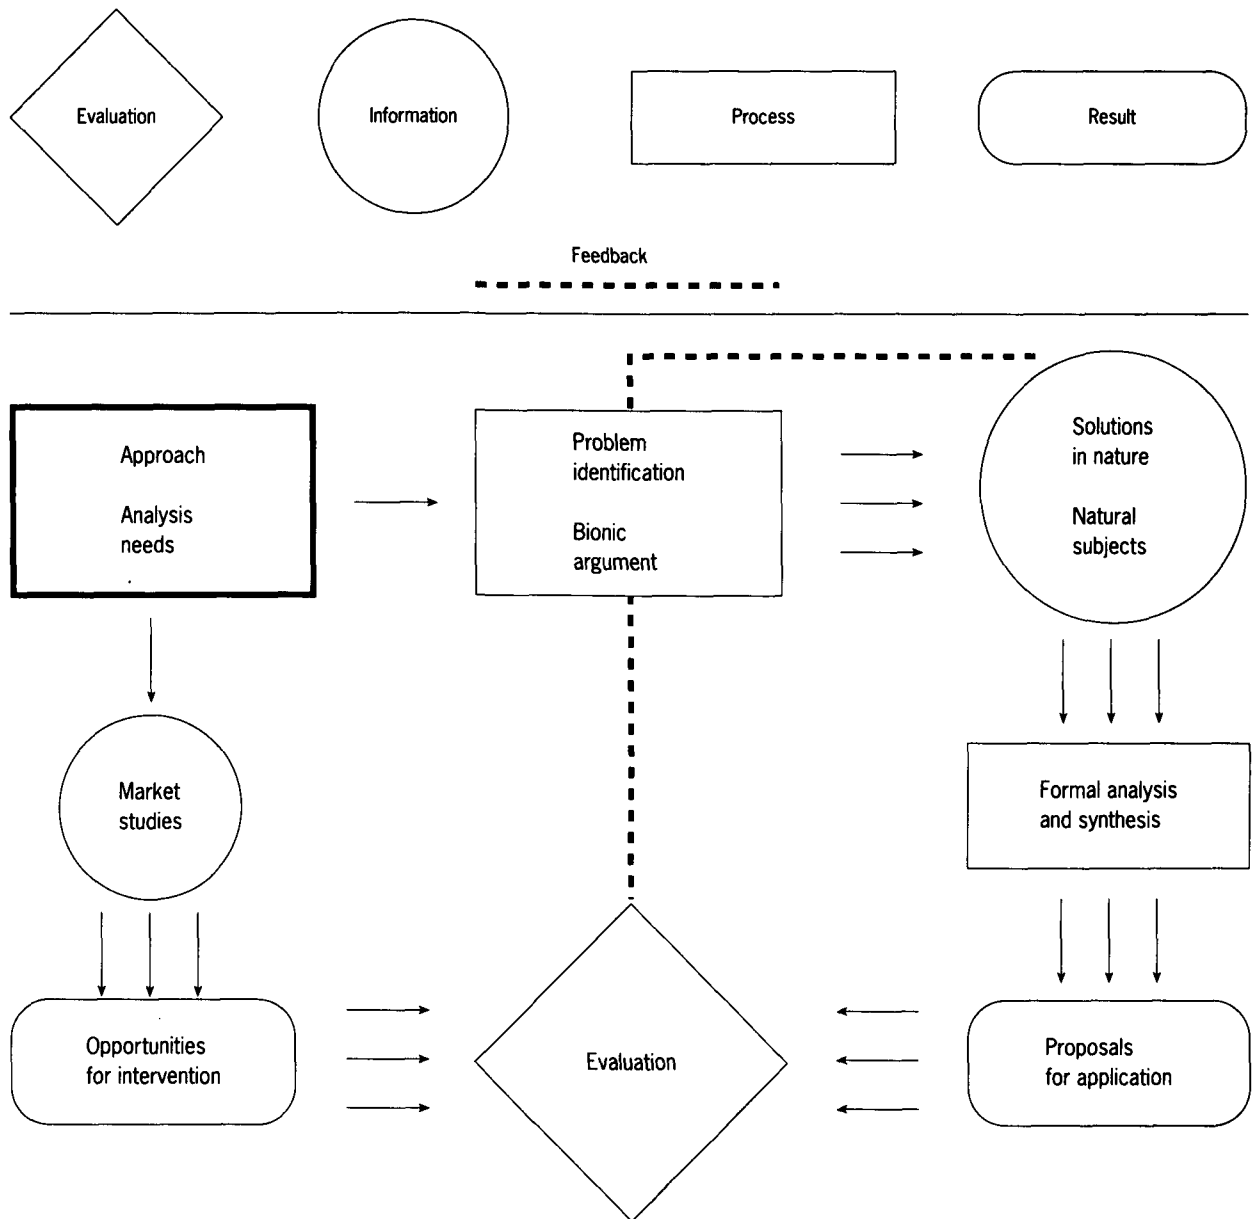 Evaluation
Information
Process
Result
Feedback
Approach
Analysis
needs
Problem
identification
Bionic
argument
Solutions
in nature
Natural
subjects
Market
studies
Formal analysis
and synthesis
Opportunities
for intervention
Evaluation
Proposals
for application